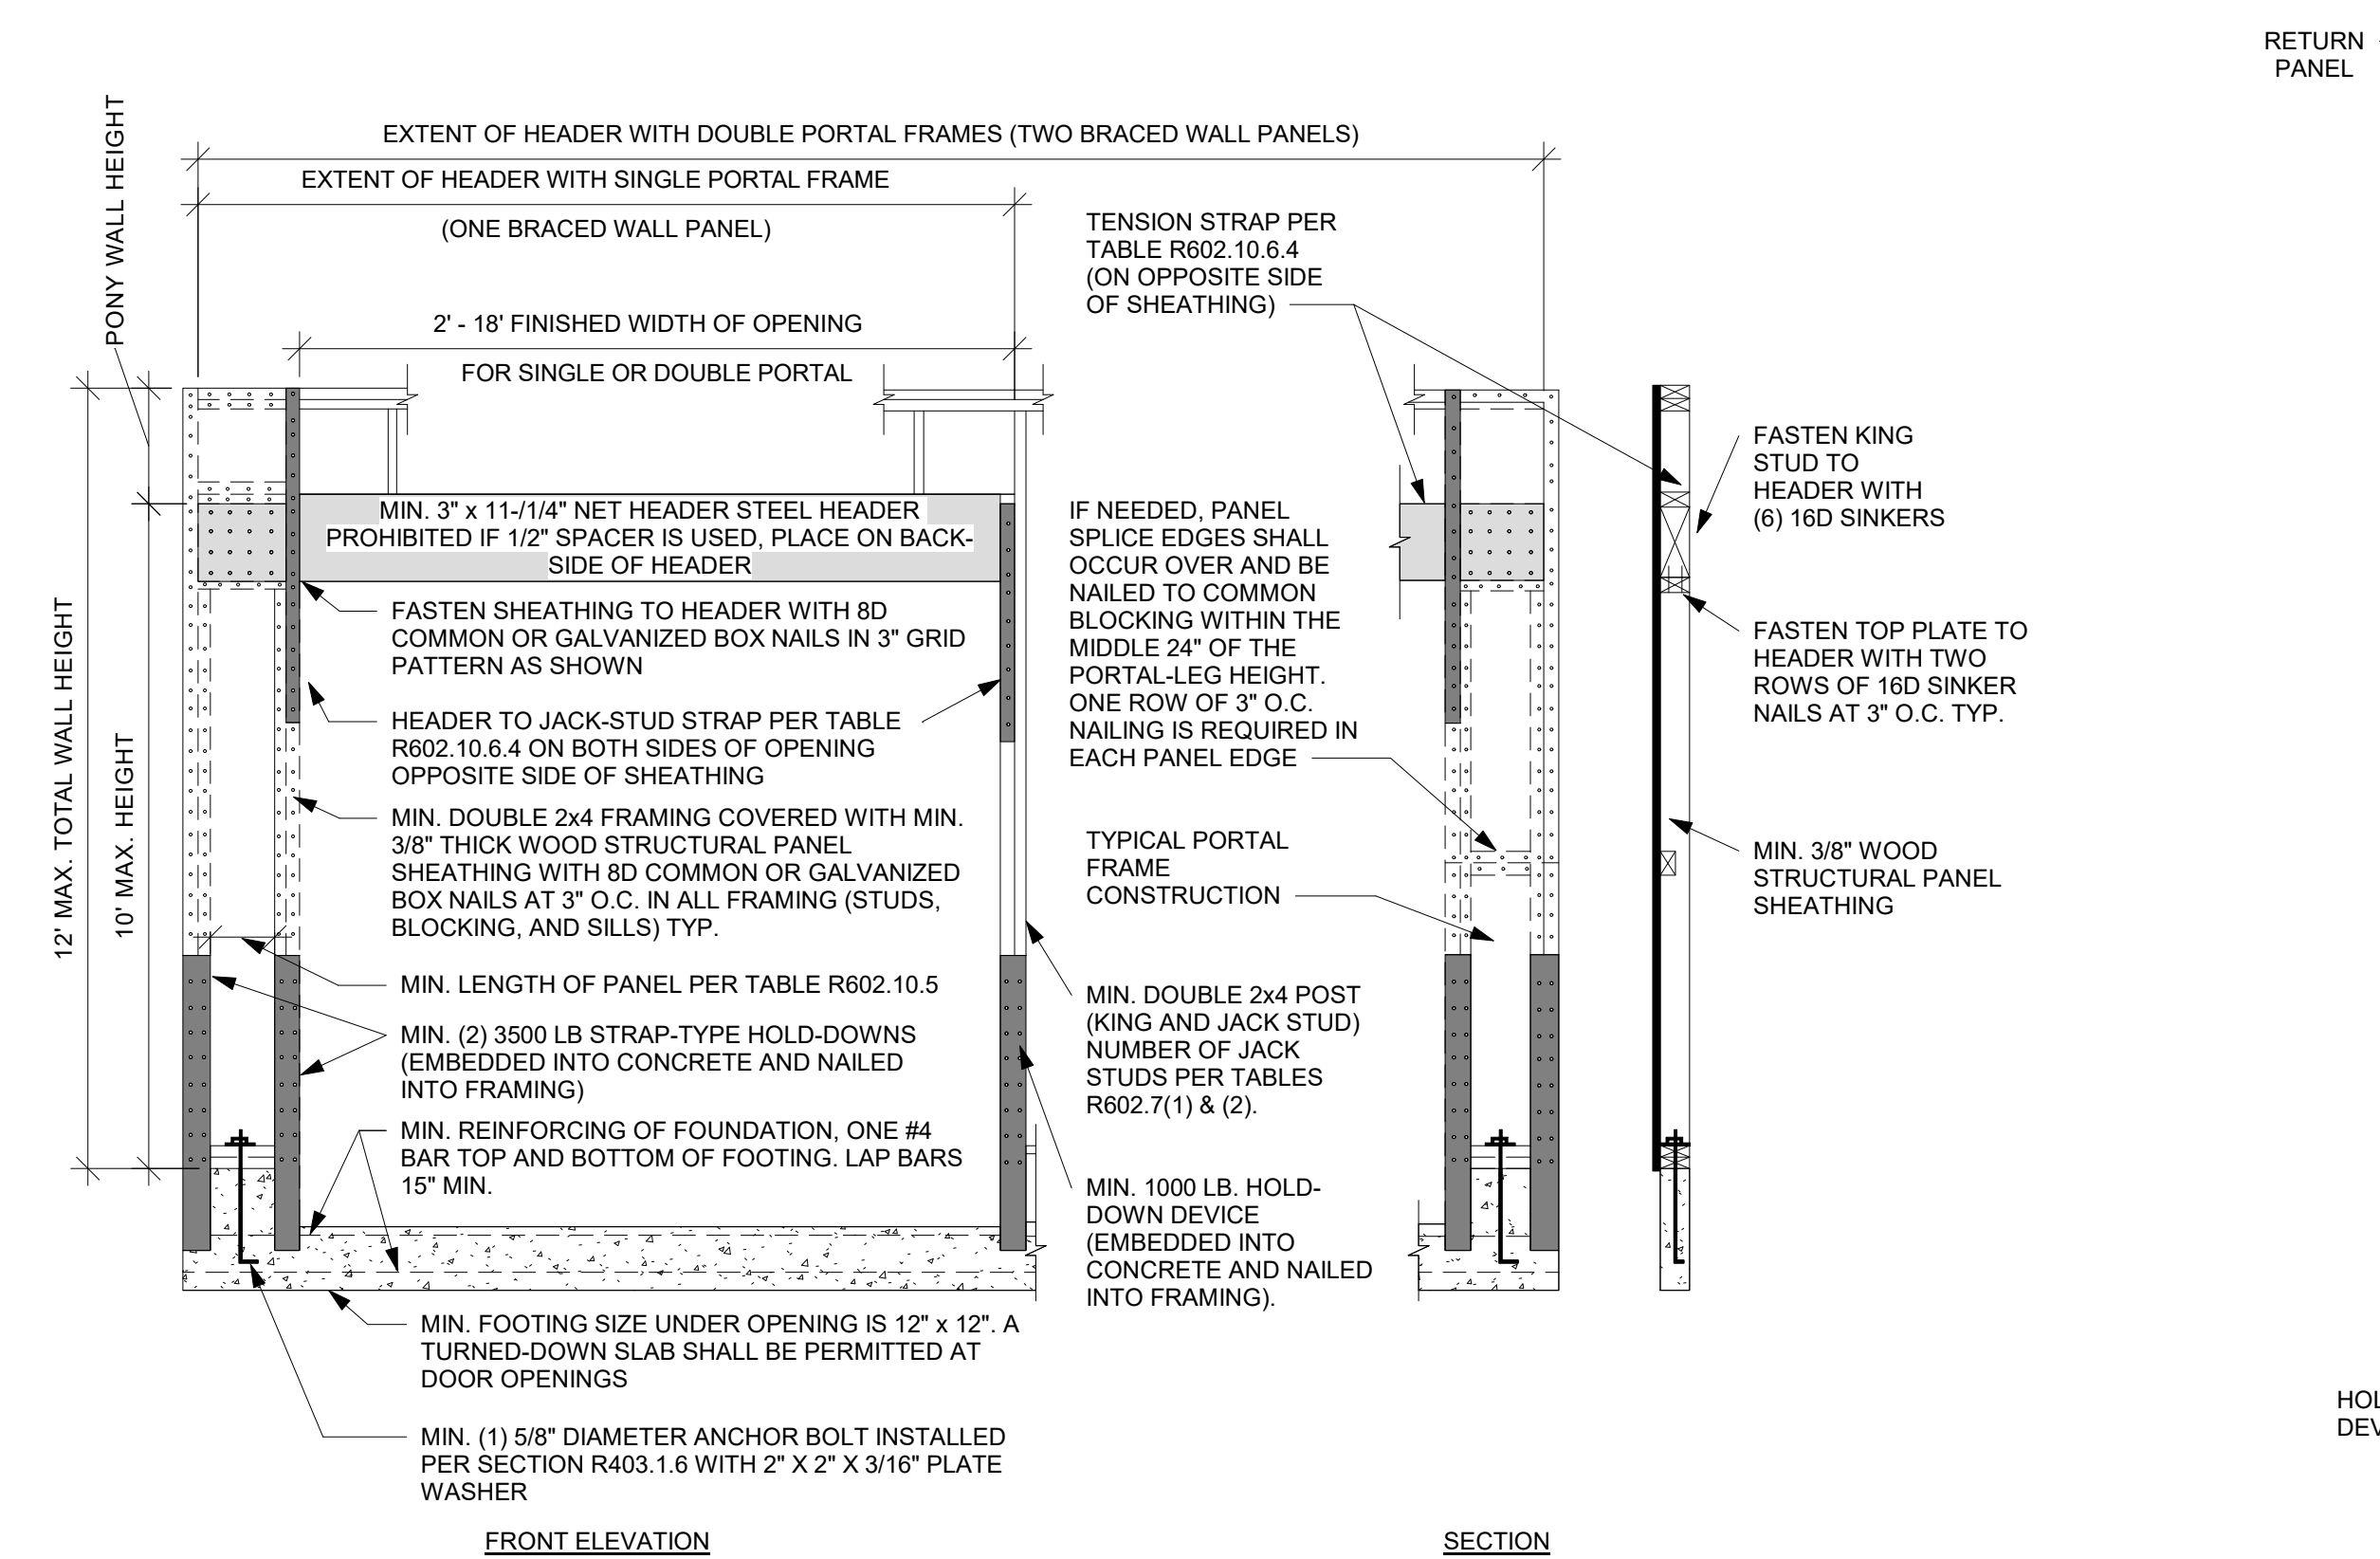 RETURN
PANEL
PONY WALL HEIGHT
EXTENT OF HEADER WITH DOUBLE PORTAL FRAMES (TWO BRACED WALL PANELS)
EXTENT OF HEADER WITH SINGLE PORTAL FRAME
(ONE BRACED WALL PANEL)
2' - 18' FINISHED WIDTH OF OPENING
FOR SINGLE OR DOUBLE PORTAL
TENSION STRAP PER
TABLE R602.10.6.4
(ON OPPOSITE SIDE
OF SHEATHING)
12' MAX. TOTAL WALL HEIGHT
10' MAX. HEIGHT
MIN. 3" x 11-/1/4" NET HEADER STEEL HEADER
PROHIBITED IF 1/2" SPACER IS USED, PLACE ON BACK-
SIDE OF HEADER
FASTEN SHEATHING TO HEADER WITH 8D
COMMON OR GALVANIZED BOX NAILS IN 3" GRID
PATTERN AS SHOWN
HEADER TO JACK-STUD STRAP PER TABLE
R602.10.6.4 ON BOTH SIDES OF OPENING
OPPOSITE SIDE OF SHEATHING
MIN. DOUBLE 2x4 FRAMING COVERED WITH MIN.
3/8" THICK WOOD STRUCTURAL PANEL
SHEATHING WITH 8D COMMON OR GALVANIZED
BOX NAILS AT 3" O.C. IN ALL FRAMING (STUDS,
BLOCKING, AND SILLS) TYP.
MIN. LENGTH OF PANEL PER TABLE R602.10.5
MIN. (2) 3500 LB STRAP-TYPE HOLD-DOWNS
(EMBEDDED INTO CONCRETE AND NAILED
INTO FRAMING)
MIN. REINFORCING OF FOUNDATION, ONE #4
BAR TOP AND BOTTOM OF FOOTING. LAP BARS
15" MIN.
MIN. FOOTING SIZE UNDER OPENING IS 12" x 12". A
TURNED-DOWN SLAB SHALL BE PERMITTED AT
DOOR OPENINGS
MIN. (1) 5/8" DIAMETER ANCHOR BOLT INSTALLED
PER SECTION R403.1.6 WITH 2" X 2" X 3/16" PLATE
WASHER
FRONT ELEVATION
IF NEEDED, PANEL
SPLICE EDGES SHALL
OCCUR OVER AND BE
NAILED TO COMMON
BLOCKING WITHIN THE
MIDDLE 24" OF THE
PORTAL-LEG HEIGHT.
ONE ROW OF 3" O.C.
NAILING IS REQUIRED IN
EACH PANEL EDGE
TYPICAL PORTAL
FRAME
CONSTRUCTION
MIN. DOUBLE 2x4 POST
(KING AND JACK STUD)
NUMBER OF JACK
STUDS PER TABLES
R602.7(1) & (2).
MIN. 1000 LB. HOLD-
DOWN DEVICE
(EMBEDDED INTO
CONCRETE AND NAILED
INTO FRAMING).
FASTEN KING
STUD TO
HEADER WITH
(6) 16D SINKERS
FASTEN TOP PLATE TO
HEADER WITH TWO
ROWS OF 16D SINKER
NAILS AT 3" O.C. TYP.
MIN. 3/8" WOOD
STRUCTURAL PANEL
SHEATHING
SECTION